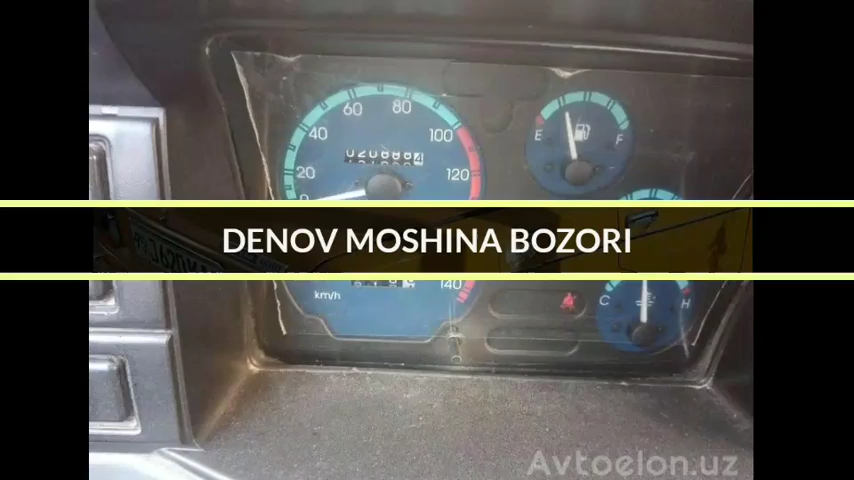 60 80
40 100
20 120
E F
DENOV MOSHINA BOZORI
140
km/h
C H
Avtoelon.uz